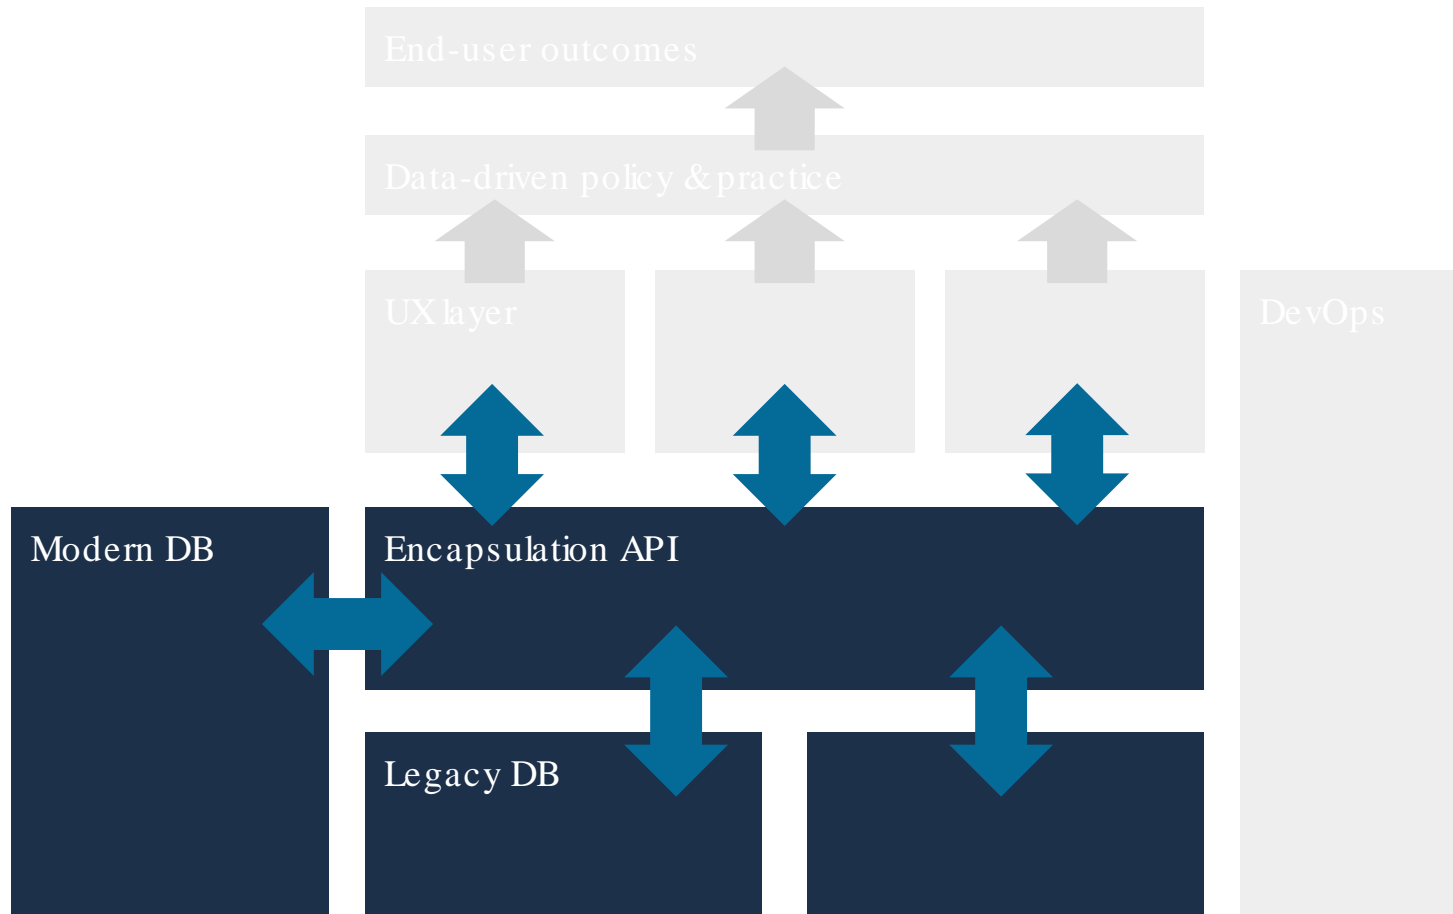 End-user outcomes
Data-driven policy & practice
UX layer
DevOps
Modern DB
Encapsulation API
Legacy DB